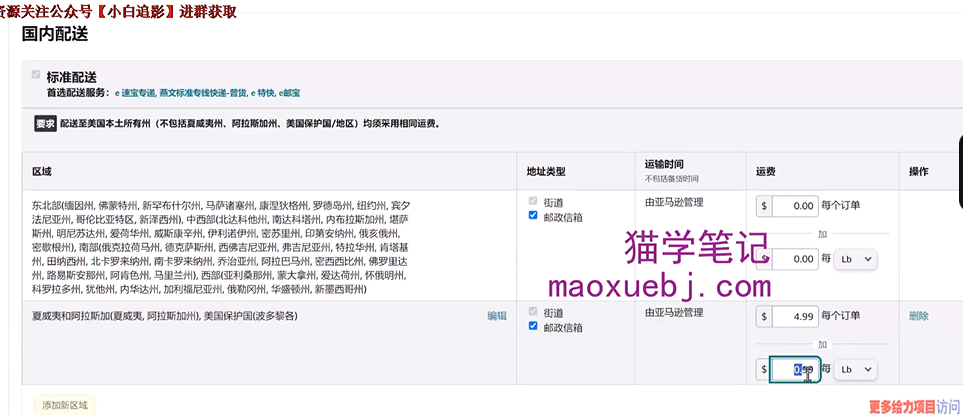 资源关注公众号【小白追影】进群获取
国内配送
标准配送
首选配送服务: e 速宝专递, 燕文标准专线快递-普货, e 特快, e邮宝
要求 配送至美国本土所有州（不包括夏威夷州、阿拉斯加州、美国保护国/地区）均须采用相同运费。
区域 地址类型 运输时间 运费 操作
不包括备货时间
东北部(缅因州, 佛蒙特州, 新罕布什尔州, 马萨诸塞州, 康涅狄格州, 罗德岛州, 纽约州, 宾夕
法尼亚州, 哥伦比亚特区, 新泽西州), 中西部(北达科他州, 南达科塔州, 内布拉斯加州, 堪萨
斯州, 明尼苏达州, 爱荷华州, 威斯康辛州, 伊利诺伊州, 密苏里州, 印第安纳州, 俄亥俄州,
密歇根州), 南部(俄克拉荷马州, 德克萨斯州, 西佛吉尼亚州, 弗吉尼亚州, 特拉华州, 肯塔基
州, 田纳西州, 北卡罗来纳州, 南卡罗来纳州, 乔治亚州, 阿拉巴马州, 密西西比州, 佛罗里达
州, 路易斯安那州, 阿肯色州, 马里兰州), 西部(亚利桑那州, 蒙大拿州, 爱达荷州, 怀俄明州,
科罗拉多州, 犹他州, 内华达州, 加利福尼亚州, 俄勒冈州, 华盛顿州, 新墨西哥州)
街道
邮政信箱
由亚马逊管理
$ 0.00 每个订单
加
$ 0.00 每 Lb
猫学笔记
maoxuebj.com
夏威夷和阿拉斯加(夏威夷, 阿拉斯加州), 美国保护国(波多黎各)
编辑
街道
邮政信箱
由亚马逊管理
$ 4.99 每个订单
删除
加
$ 0.99 每 Lb
添加新区域
更多给力项目访问